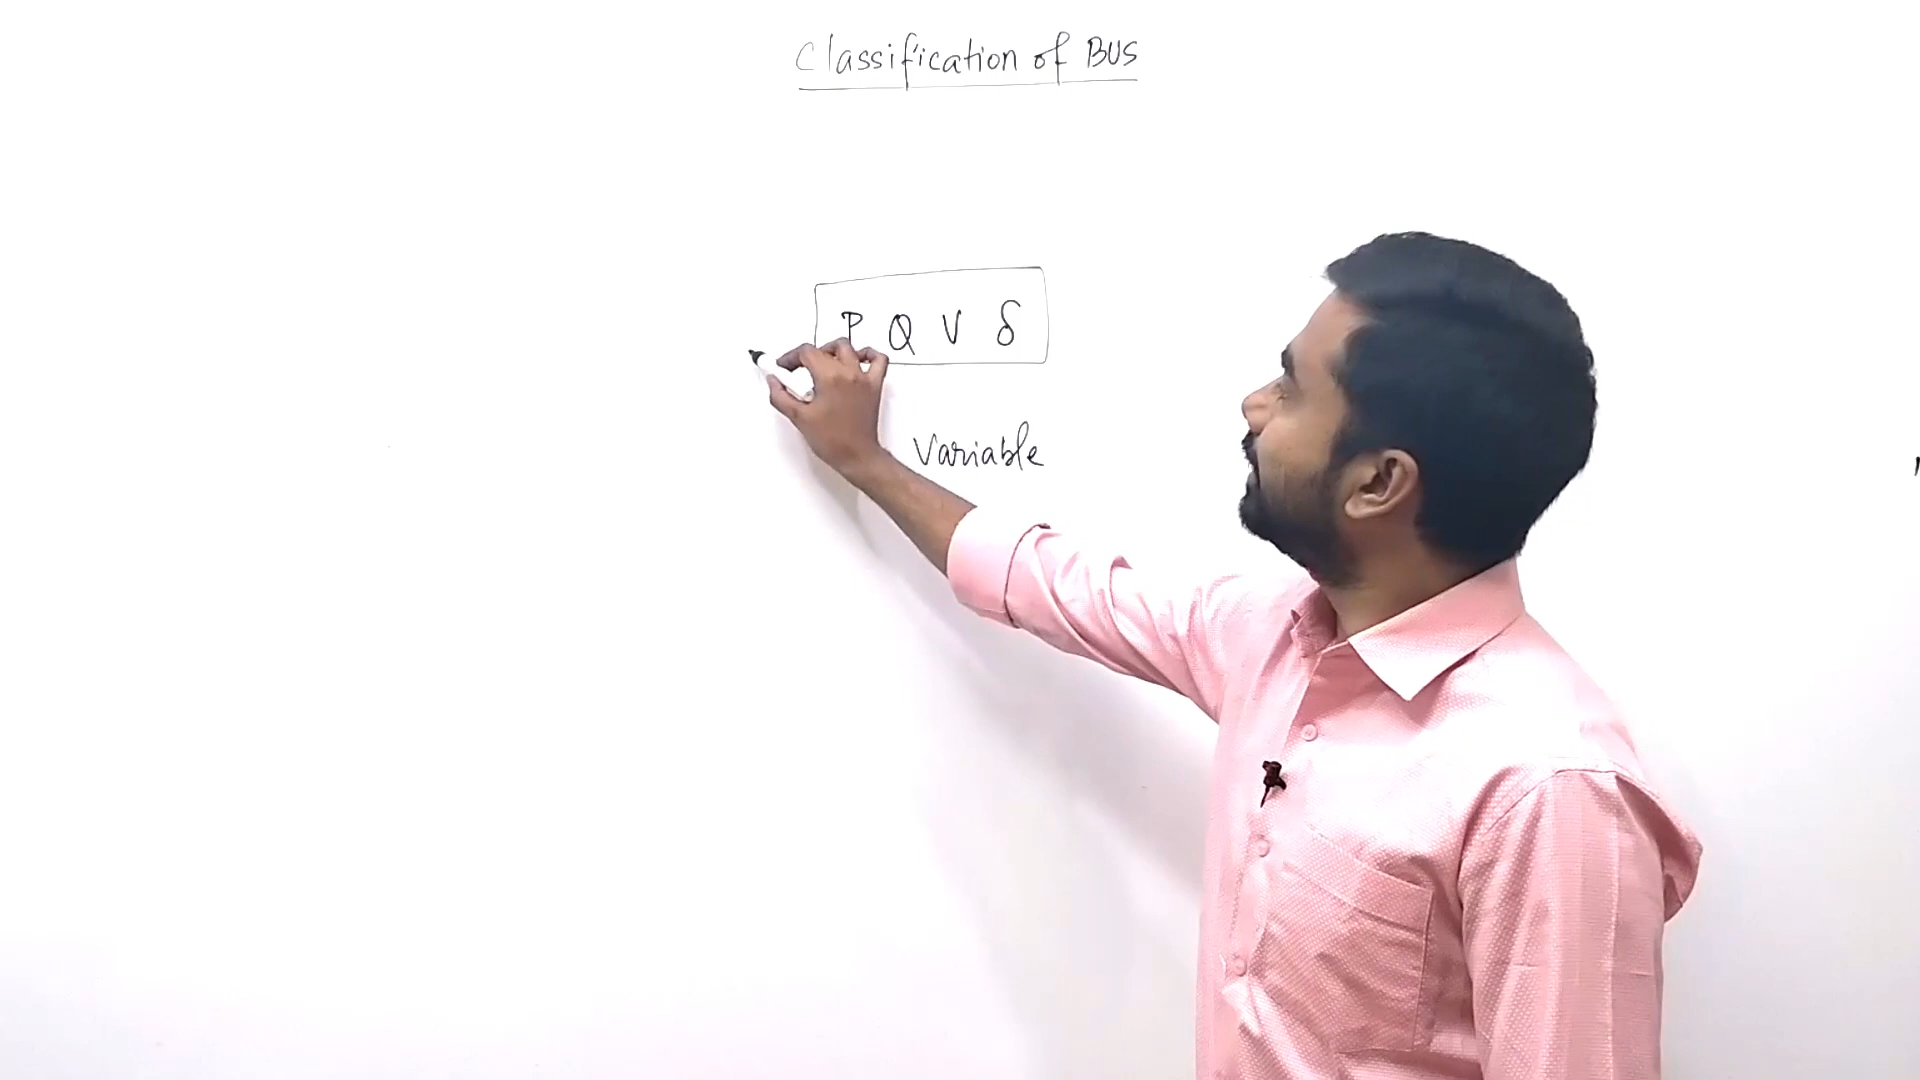 Classification of BUS
P Q V δ
Variable